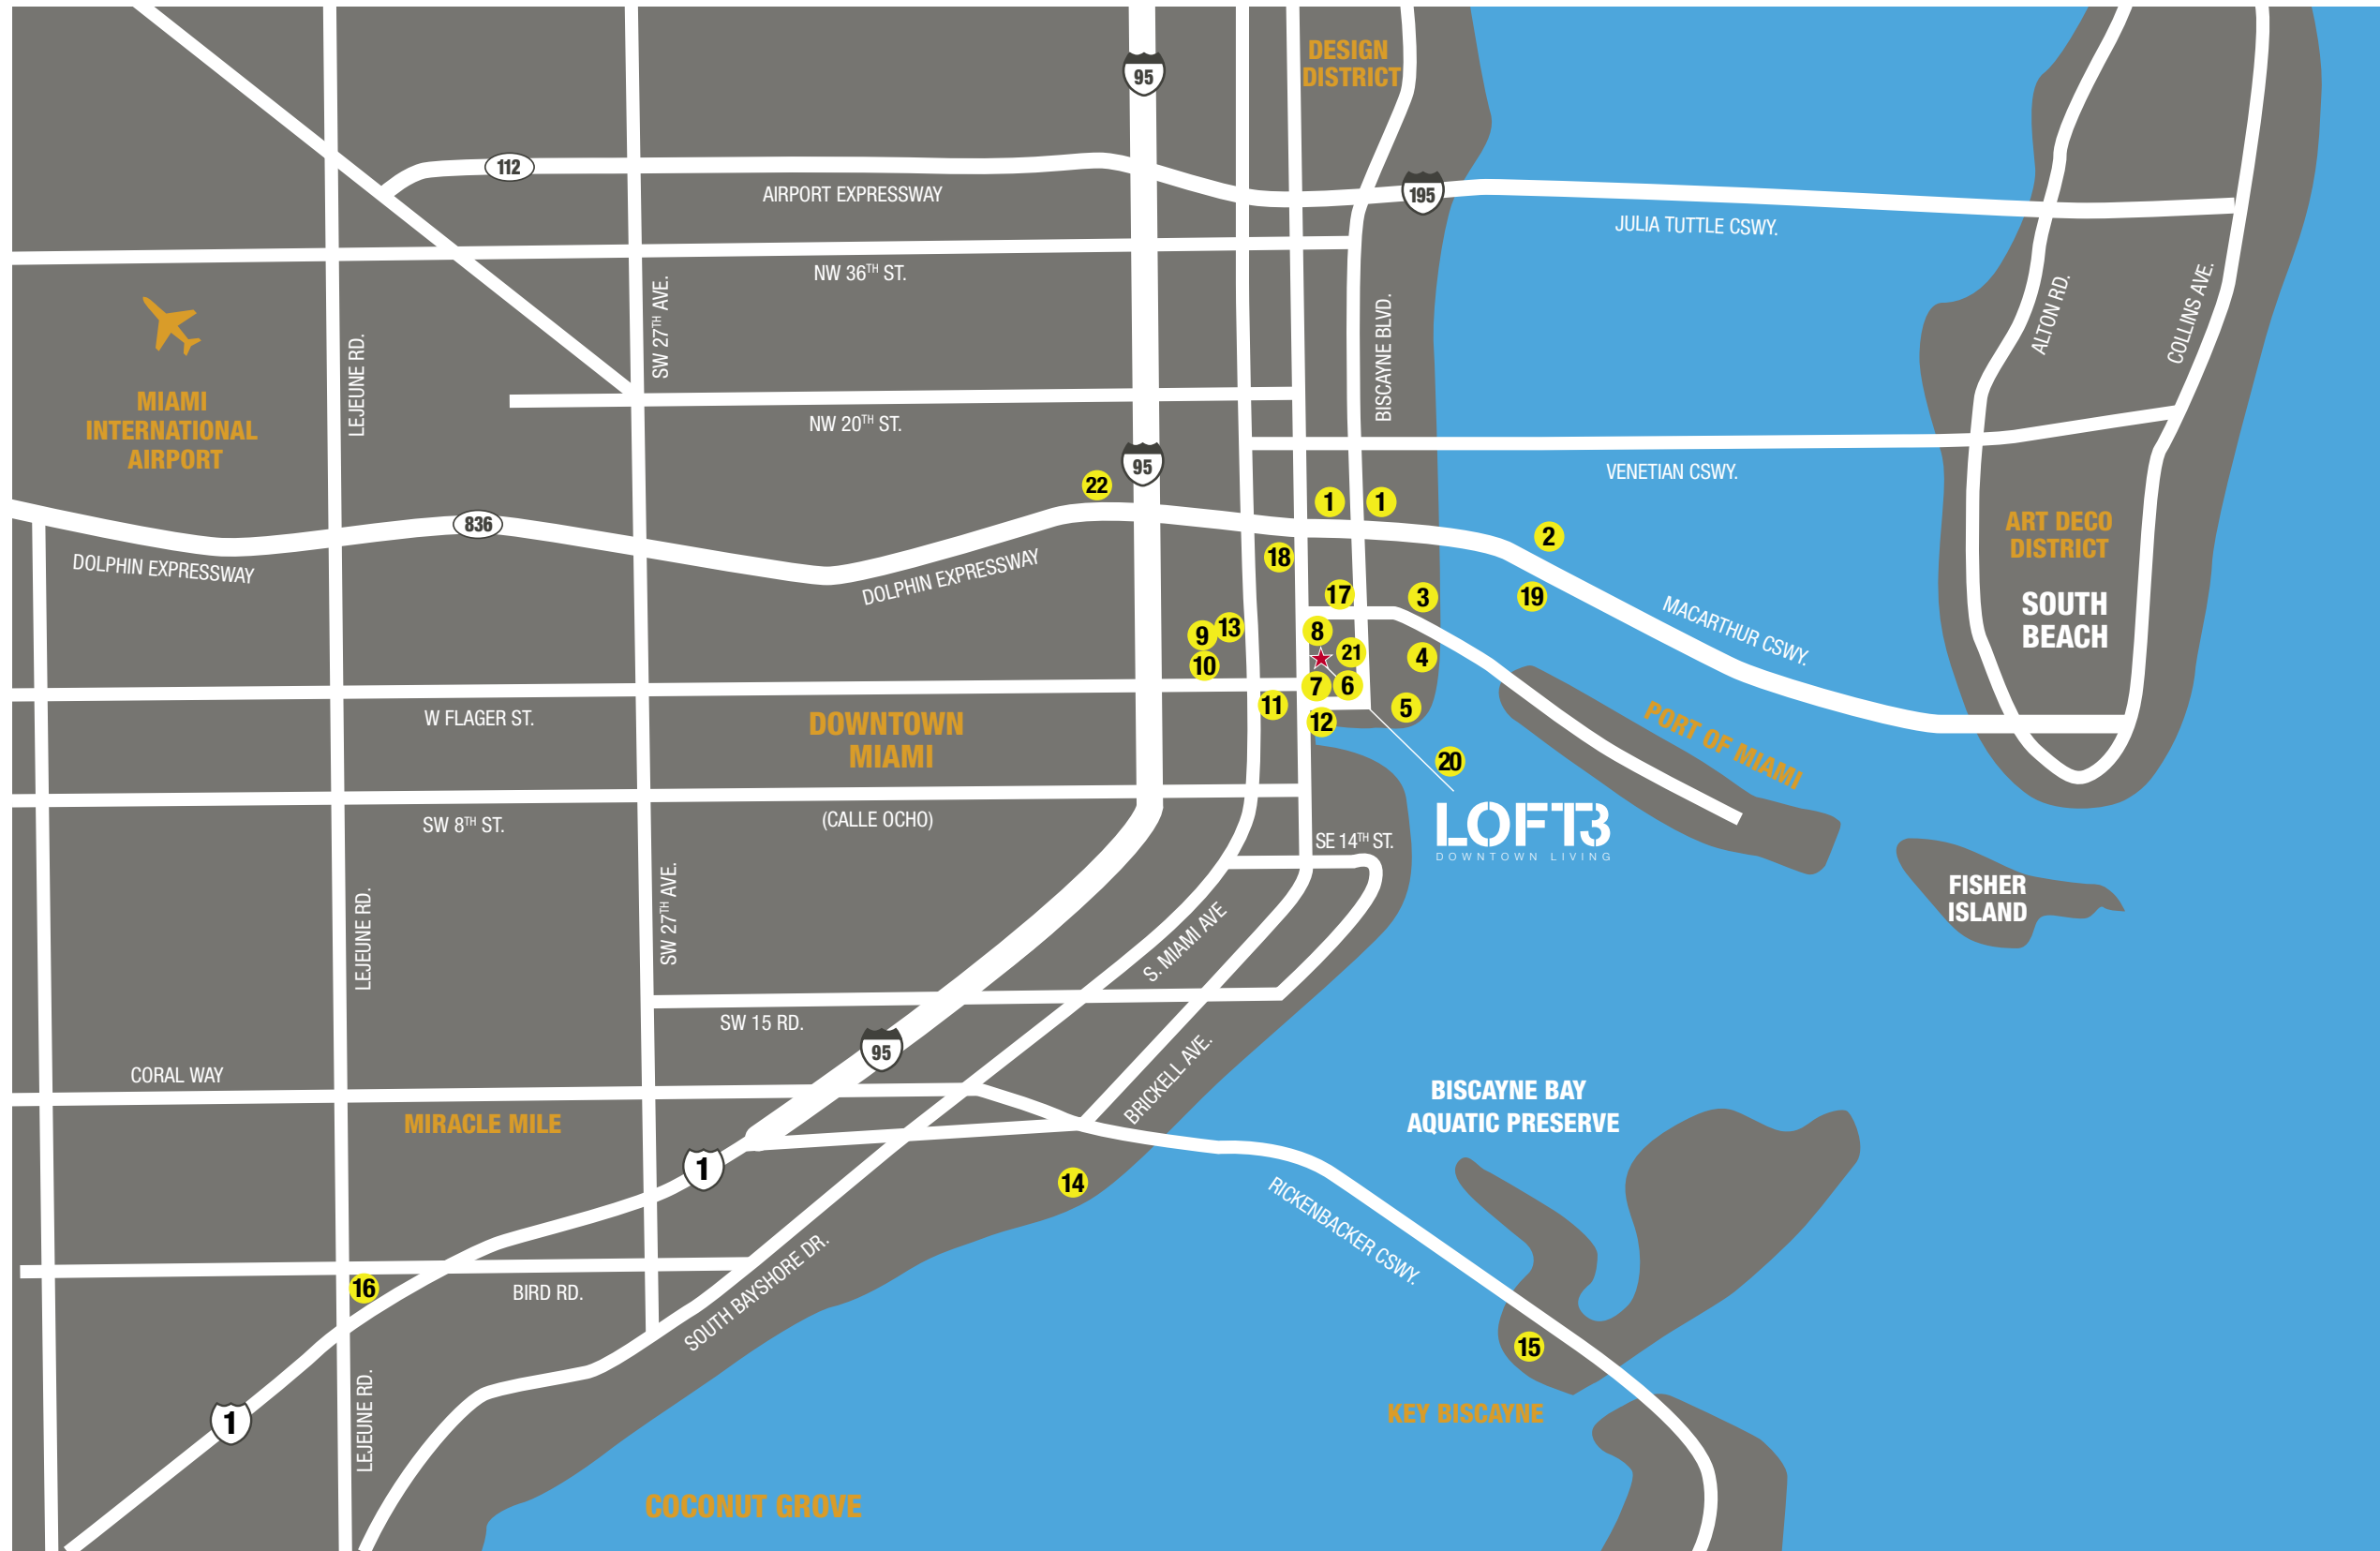 DESIGN
DISTRICT
95
112
AIRPORT EXPRESSWAY
195
JULIA TUTTLE CSWY.
NW 36TH ST.
SW 27TH AVE.
LEJEUNE RD.
BISCAYNE BLVD.
ALTON RD.
COLLINS AVE.
MIAMI
INTERNATIONAL
AIRPORT
NW 20TH ST.
95
VENETIAN CSWY.
22
1
1
836
DOLPHIN EXPRESSWAY
DOLPHIN EXPRESSWAY
2
ART DECO
DISTRICT
18
17
3
19
MACARTHUR CSWY.
SOUTH
BEACH
9
13
8
10
21
4
7
6
11
12
5
W FLAGER ST.
DOWNTOWN
MIAMI
PORT OF MIAMI
20
SW 8TH ST.
(CALLE OCHO)
LOFT3
DOWNTOWN LIVING
SE 14TH ST.
FISHER
ISLAND
LEJEUNE RD.
SW 27TH AVE.
S. MIAMI AVE
SW 15 RD.
95
BRICKELL AVE.
CORAL WAY
MIRACLE MILE
BISCAYNE BAY
AQUATIC PRESERVE
1
14
RICKENBACKER CSWY.
16
BIRD RD.
SOUTH BAYSHORE DR.
15
1
LEJEUNE RD.
KEY BISCAYNE
COCONUT GROVE